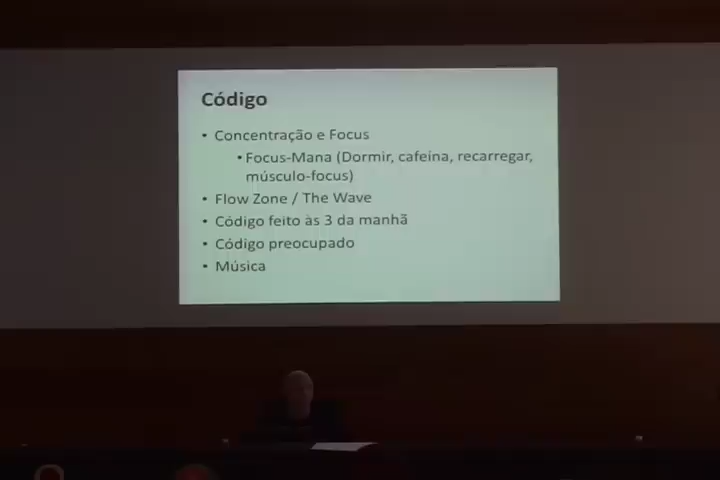 Código
• Concentração e Focus
• Focus-Mana (Dormir, cafeína, recarregar,
músculo-focus)
• Flow Zone / The Wave
• Código feito às 3 da manhã
• Código preocupado
• Música